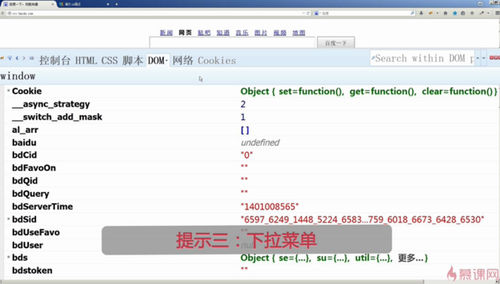 新闻 网页 贴吧 知道 音乐 图片 视频 地图
百度一下
控制台 HTML CSS 脚本 DOM 网络 Cookies
Search within DOM p
window
Cookie Object { set=function(), get=function(), clear=function()}
__async_strategy 2
__switch_add_mask 1
al_arr []
baidu undefined
bdCid "0"
bdFavoOn ""
bdQid ""
bdQuery ""
bdServerTime "1401008565"
bdSid "6597_6249_1448_5224_6583...759_6018_6673_6428_6530"
bdUseFavo ""
bdUser
提示三：下拉菜单
bds Object { se={...}, su={...}, util={...}, 更多...}
bdstoken ""
慕课网